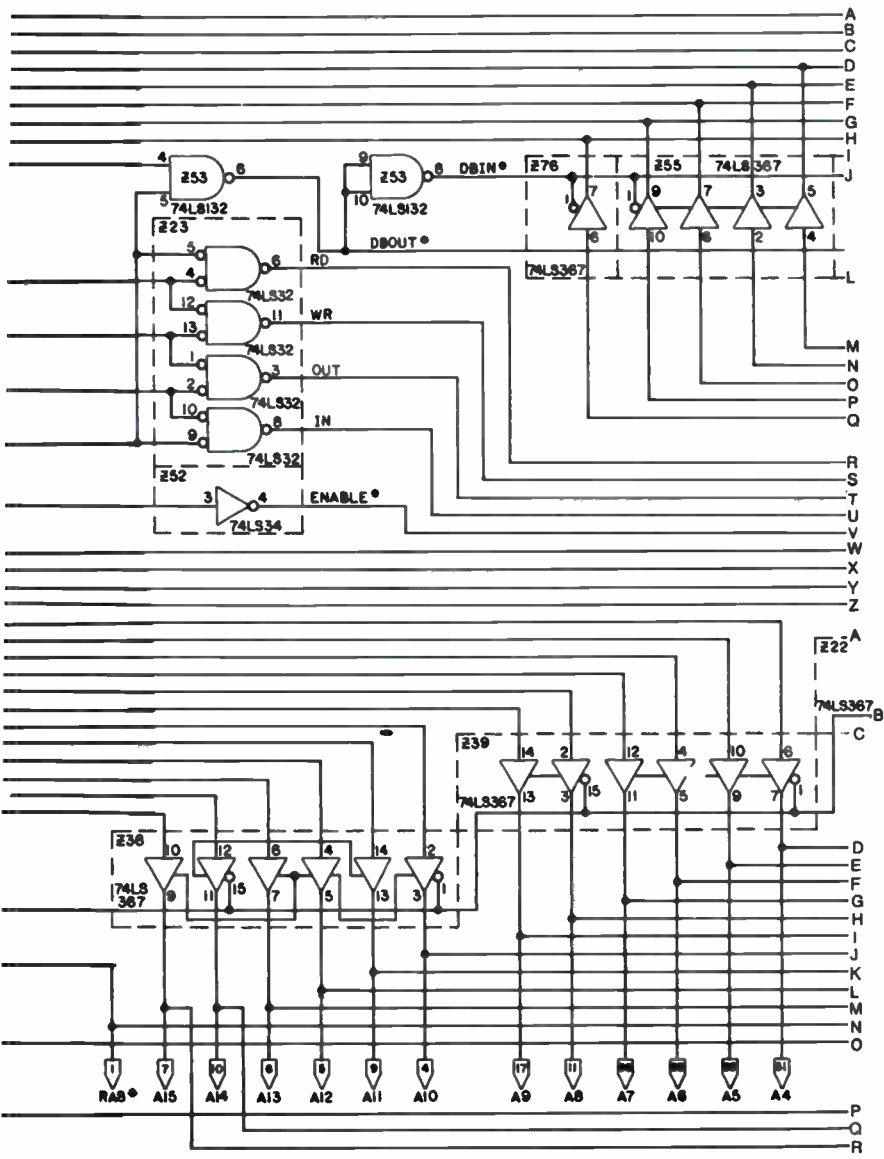 A
B
C
D
E
F
G
H
I
J
4
Z53
6
5
74LS132
9
Z53
8
10
74LS132
DBIN*
Z76
Z55
74LS367
7
1
6
74LS367
9
1
10
7
6
3
2
5
4
DBOUT*
L
Z23
5
4
6
RD
74LS32
12
13
11
WR
74LS32
1
2
3
OUT
74LS32
10
9
8
IN
74LS32
M
N
O
P
Q
R
S
T
U
V
W
X
Y
Z
Z52
3
4
ENABLE*
74LS34
A
Z22
74LS367
B
C
Z39
14
2
12
4
10
6
74LS367
13
3
15
11
5
9
7
1
Z36
10
12
6
4
14
2
74LS
367
9
11
15
7
5
13
3
1
D
E
F
G
H
I
J
K
L
M
N
O
1
7
10
6
5
9
4
17
11
31
RAS*
A15
A14
A13
A12
A11
A10
A9
A8
A7
A6
A5
A4
P
Q
R